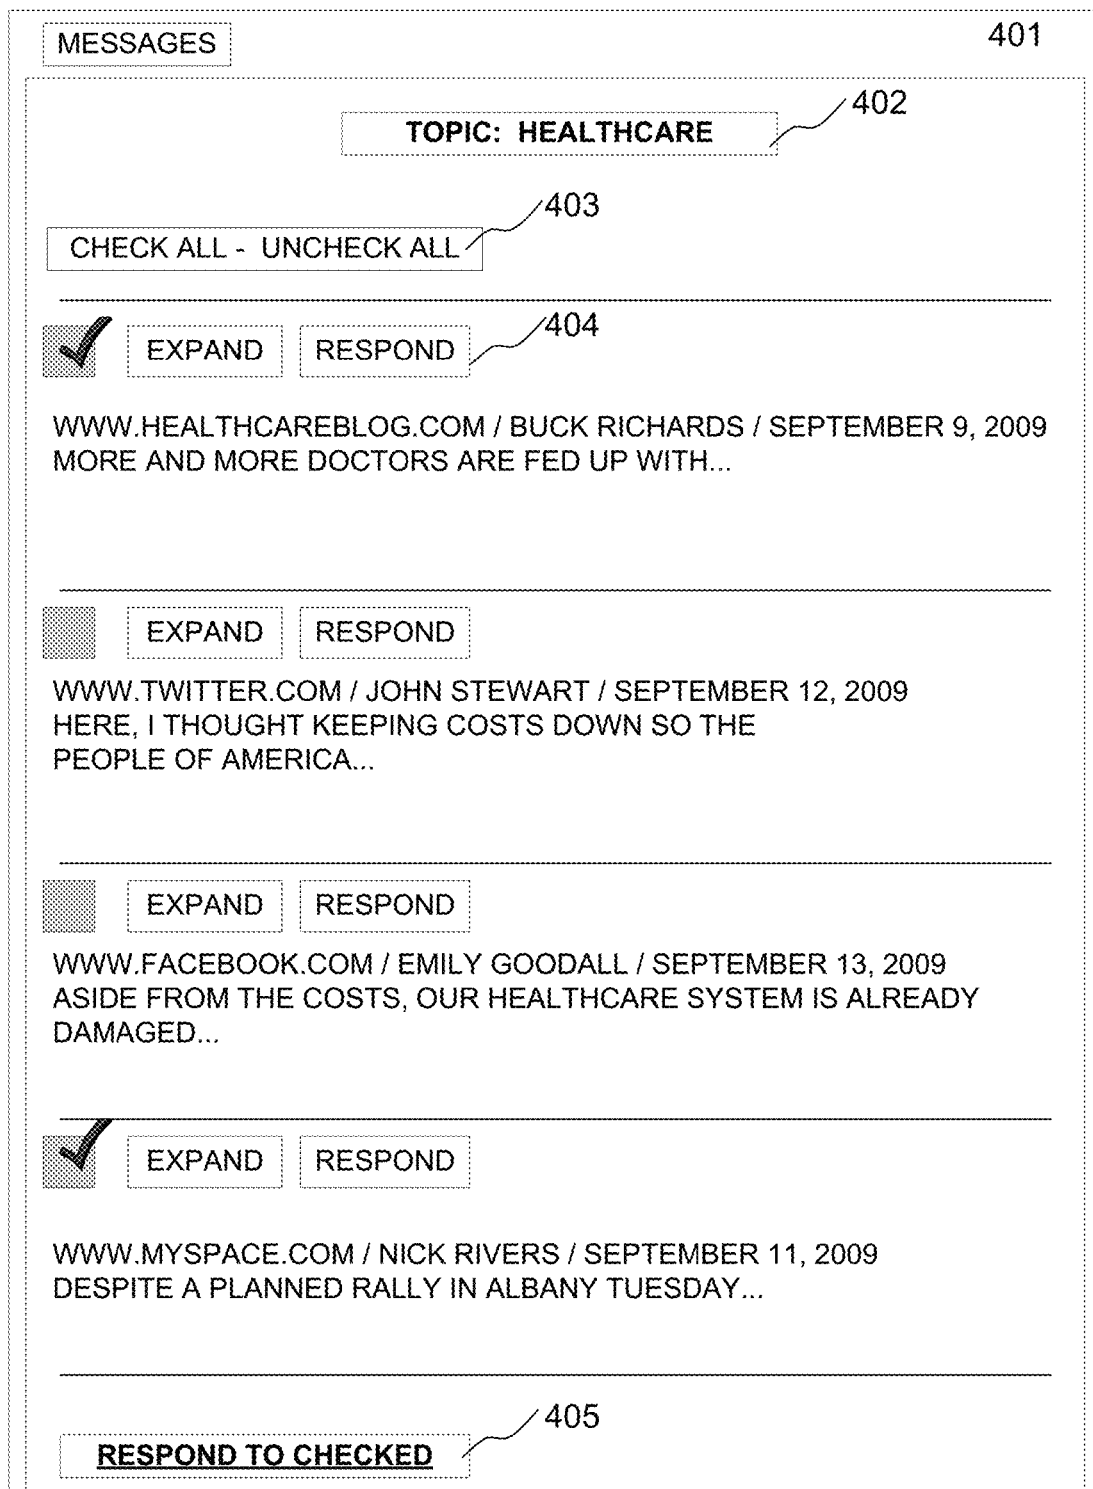 MESSAGES 401
402
TOPIC: HEALTHCARE
403
CHECK ALL - UNCHECK ALL
404
EXPAND RESPOND
WWW.HEALTHCAREBLOG.COM / BUCK RICHARDS / SEPTEMBER 9, 2009
MORE AND MORE DOCTORS ARE FED UP WITH...
EXPAND RESPOND
WWW.TWITTER.COM / JOHN STEWART / SEPTEMBER 12, 2009
HERE, I THOUGHT KEEPING COSTS DOWN SO THE
PEOPLE OF AMERICA...
EXPAND RESPOND
WWW.FACEBOOK.COM / EMILY GOODALL / SEPTEMBER 13, 2009
ASIDE FROM THE COSTS, OUR HEALTHCARE SYSTEM IS ALREADY
DAMAGED...
EXPAND RESPOND
WWW.MYSPACE.COM / NICK RIVERS / SEPTEMBER 11, 2009
DESPITE A PLANNED RALLY IN ALBANY TUESDAY...
405
RESPOND TO CHECKED